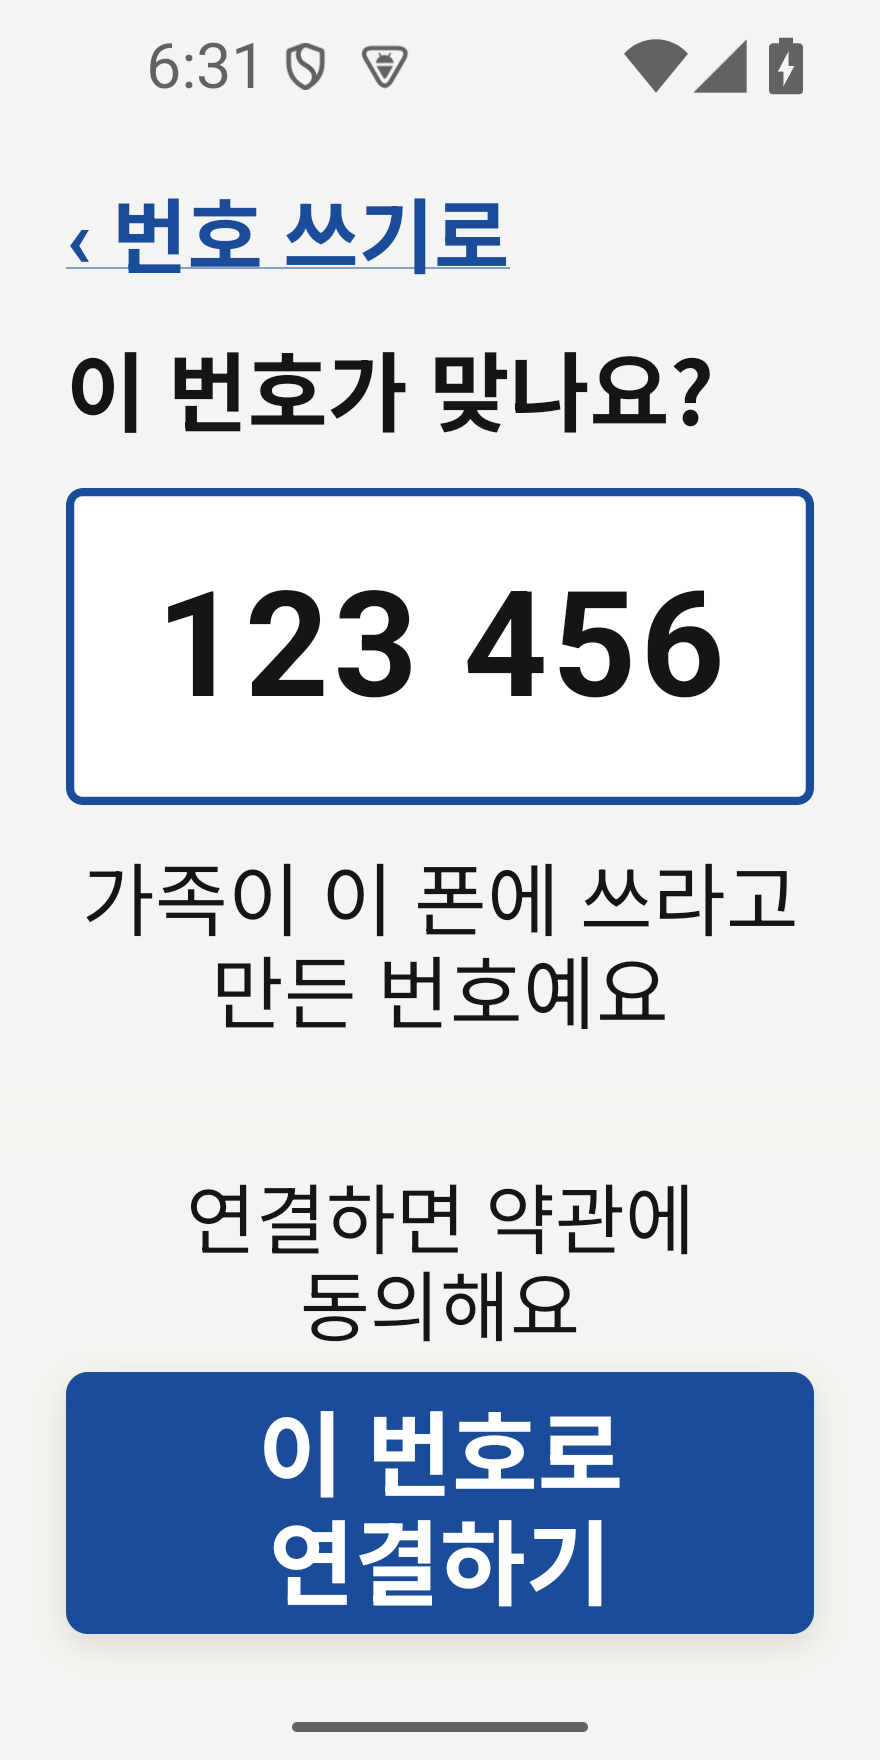 6:31
‹ 번호 쓰기로
이 번호가 맞나요?
123 456
가족이 이 폰에 쓰라고
만든 번호예요
연결하면 약관에
동의해요
이 번호로
연결하기